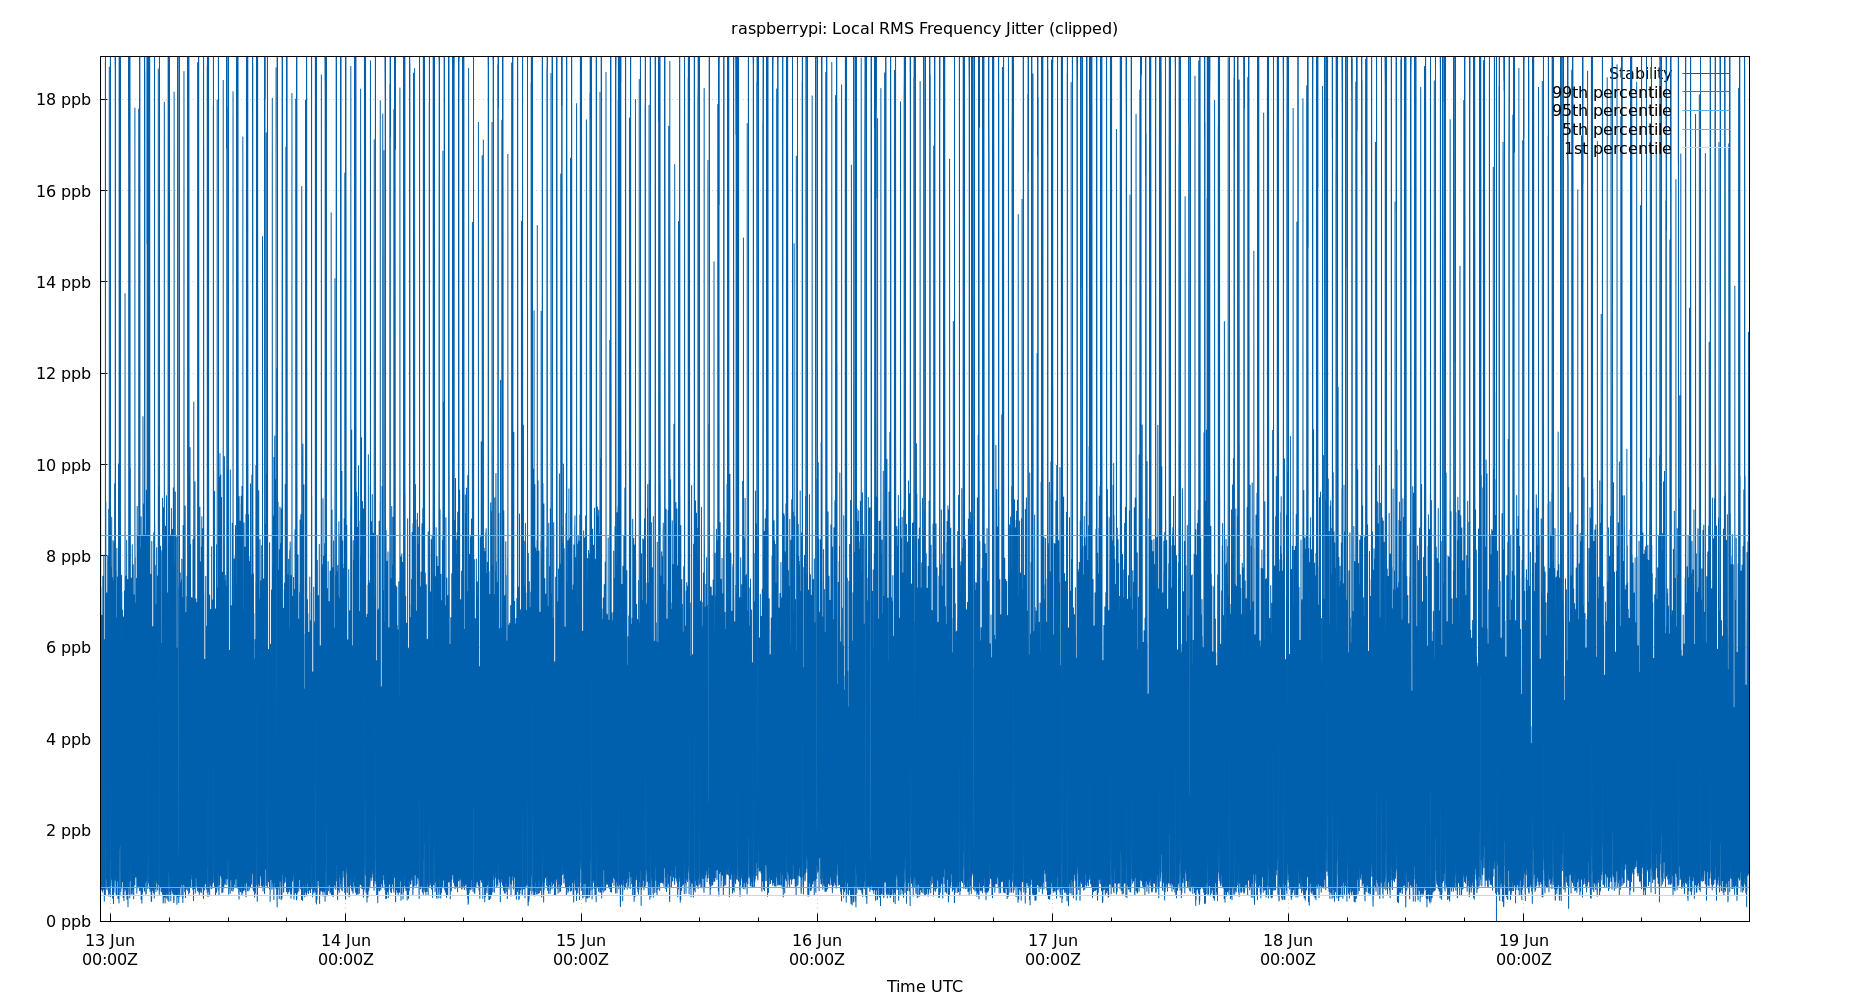 raspberrypi: Local RMS Frequency Jitter (clipped)
Stability
99th percentile
95th percentile
5th percentile
1st percentile
18 ppb
16 ppb
14 ppb
12 ppb
10 ppb
8 ppb
6 ppb
4 ppb
2 ppb
0 ppb
13 Jun 14 Jun 15 Jun 16 Jun 17 Jun 18 Jun 19 Jun
00:00Z 00:00Z 00:00Z 00:00Z 00:00Z 00:00Z 00:00Z
Time UTC